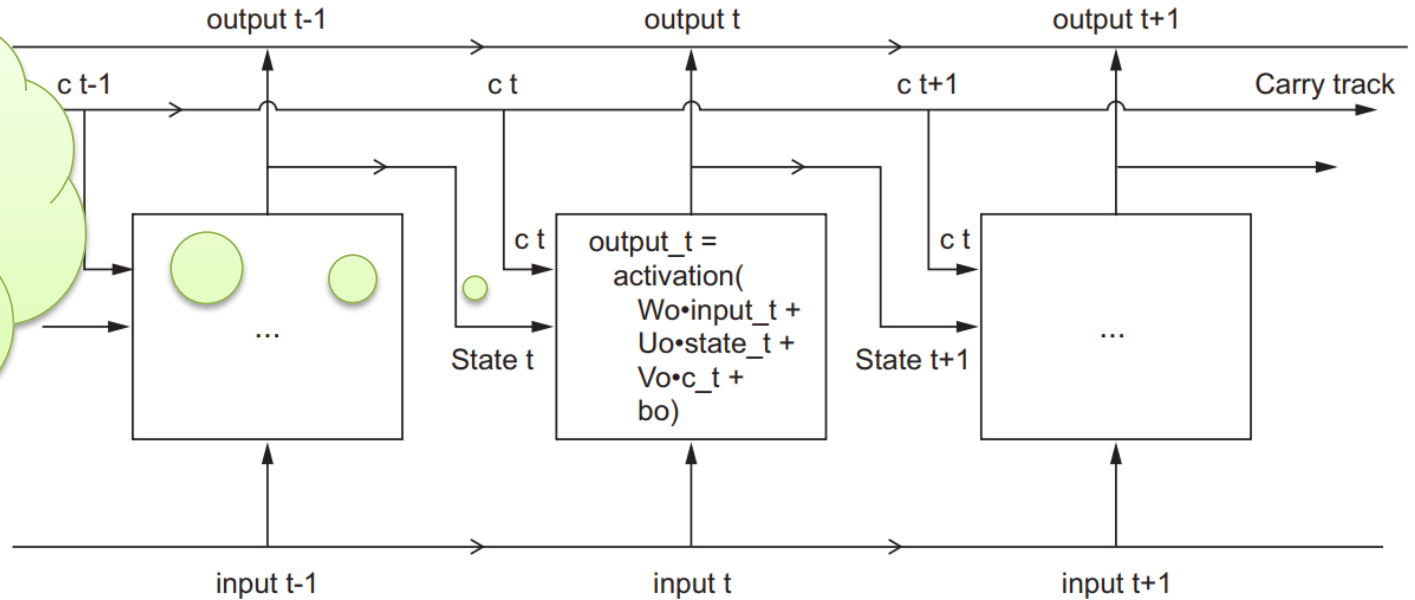 output t-1
output t
output t+1
c t-1
c t
c t+1
Carry track
c t
output_t =
activation(
Wo•input_t +
Uo•state_t +
Vo•c_t +
bo)
c t
...
...
State t
State t+1
input t-1
input t
input t+1